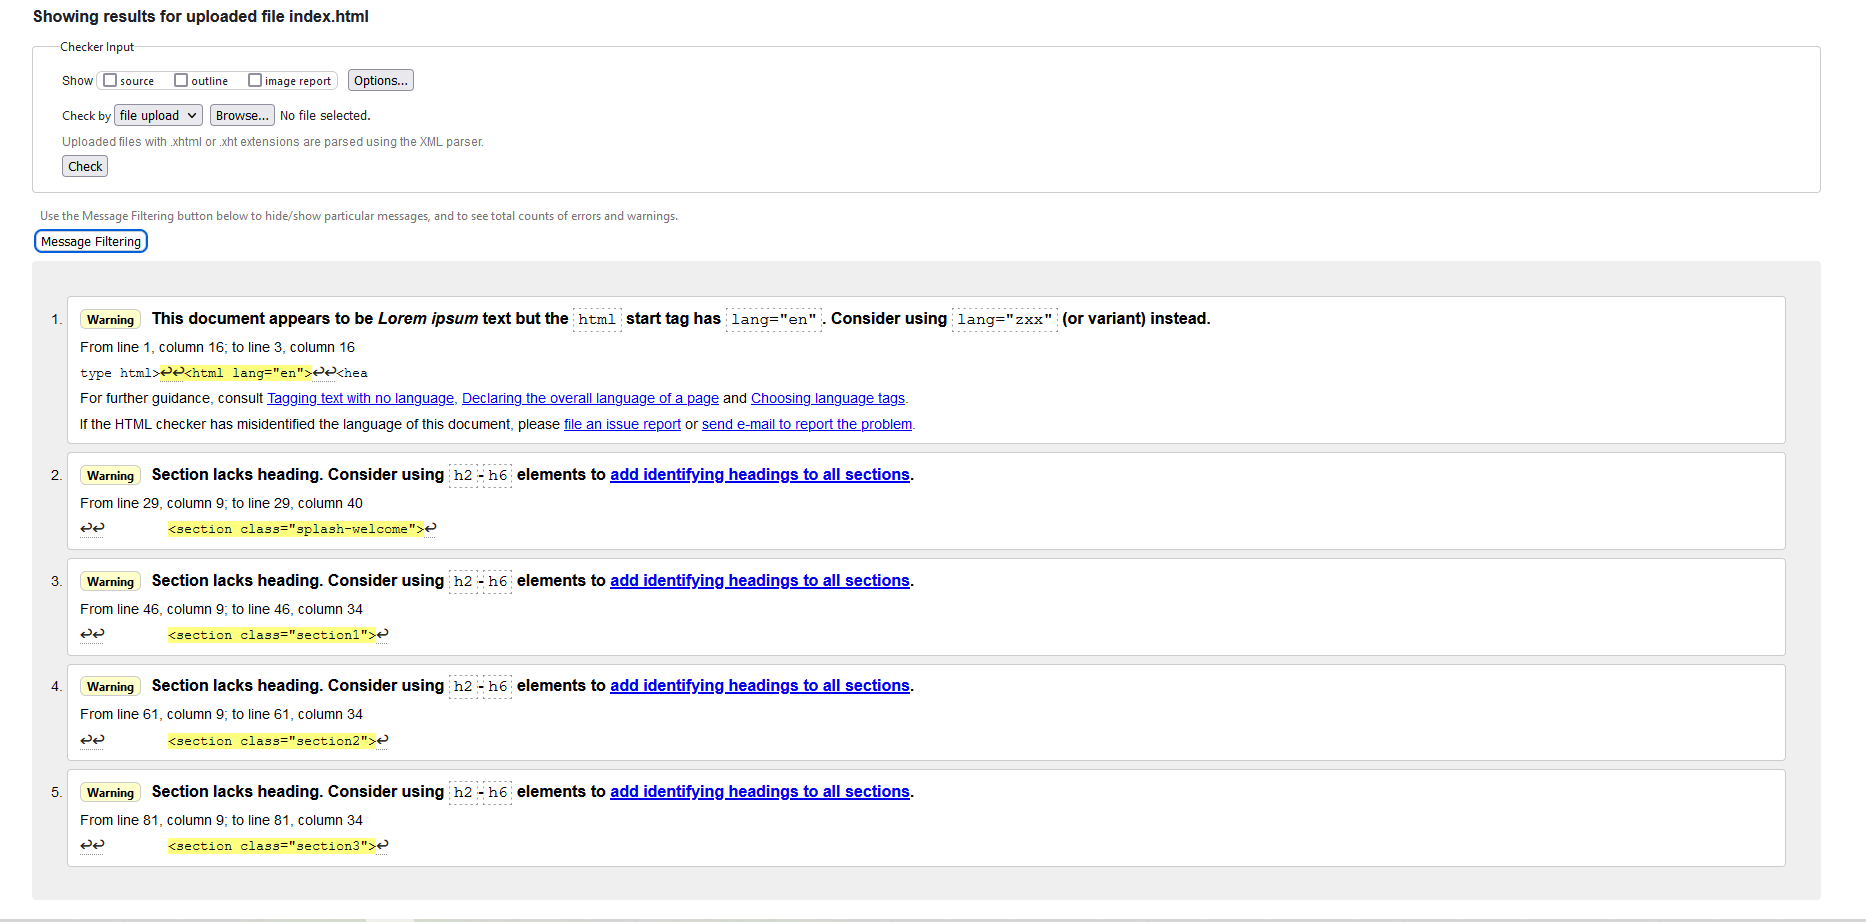 Showing results for uploaded file index.html
Checker Input
Show source outline image report Options...
Check by file upload Browse... No file selected.
Uploaded files with .xhtml or .xht extensions are parsed using the XML parser.
Check
Use the Message Filtering button below to hide/show particular messages, and to see total counts of errors and warnings.
Message Filtering
1. Warning This document appears to be Lorem ipsum text but the html start tag has lang="en". Consider using lang="zxx" (or variant) instead.
From line 1, column 16; to line 3, column 16
type html>↩↩<html lang="en">↩↩<hea
For further guidance, consult Tagging text with no language, Declaring the overall language of a page and Choosing language tags.
If the HTML checker has misidentified the language of this document, please file an issue report or send e-mail to report the problem.
2. Warning Section lacks heading. Consider using h2-h6 elements to add identifying headings to all sections.
From line 29, column 9; to line 29, column 40
↩↩ <section class="splash-welcome">↩
3. Warning Section lacks heading. Consider using h2-h6 elements to add identifying headings to all sections.
From line 46, column 9; to line 46, column 34
↩↩ <section class="section1">↩
4. Warning Section lacks heading. Consider using h2-h6 elements to add identifying headings to all sections.
From line 61, column 9; to line 61, column 34
↩↩ <section class="section2">↩
5. Warning Section lacks heading. Consider using h2-h6 elements to add identifying headings to all sections.
From line 81, column 9; to line 81, column 34
↩↩ <section class="section3">↩